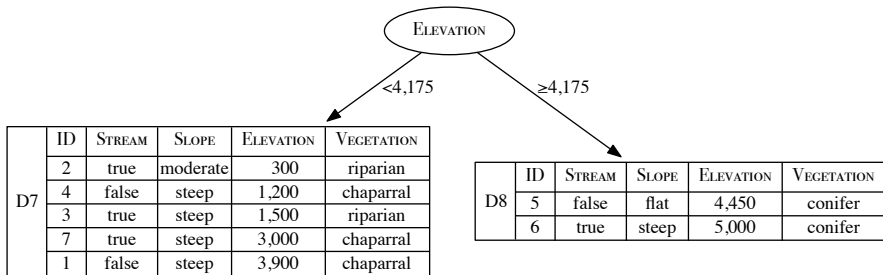 ELEVATION
<4,175
≥4,175
D7
ID STREAM SLOPE ELEVATION VEGETATION
2 true moderate 300 riparian
4 false steep 1,200 chaparral
3 true steep 1,500 riparian
7 true steep 3,000 chaparral
1 false steep 3,900 chaparral
D8
ID STREAM SLOPE ELEVATION VEGETATION
5 false flat 4,450 conifer
6 true steep 5,000 conifer